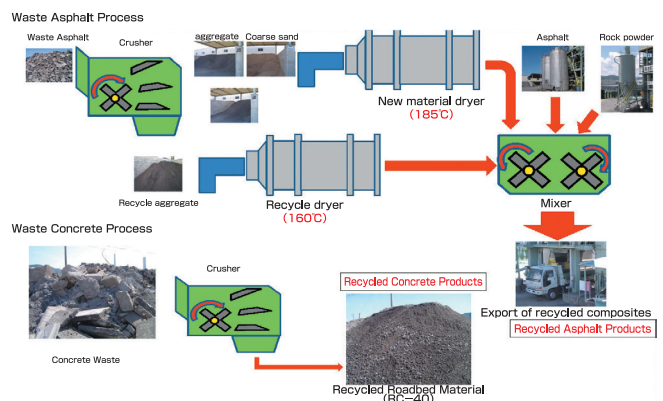 Waste Asphalt Process
Waste Asphalt
Crusher
aggregate
Coarse sand
New material dryer
(185℃)
Asphalt
Rock powder
Recycle aggregate
Recycle dryer
(160℃)
Mixer
Waste Concrete Process
Concrete Waste
Crusher
Recycled Concrete Products
Recycled Roadbed Material
(RC-40)
Export of recycled composites
Recycled Asphalt Products